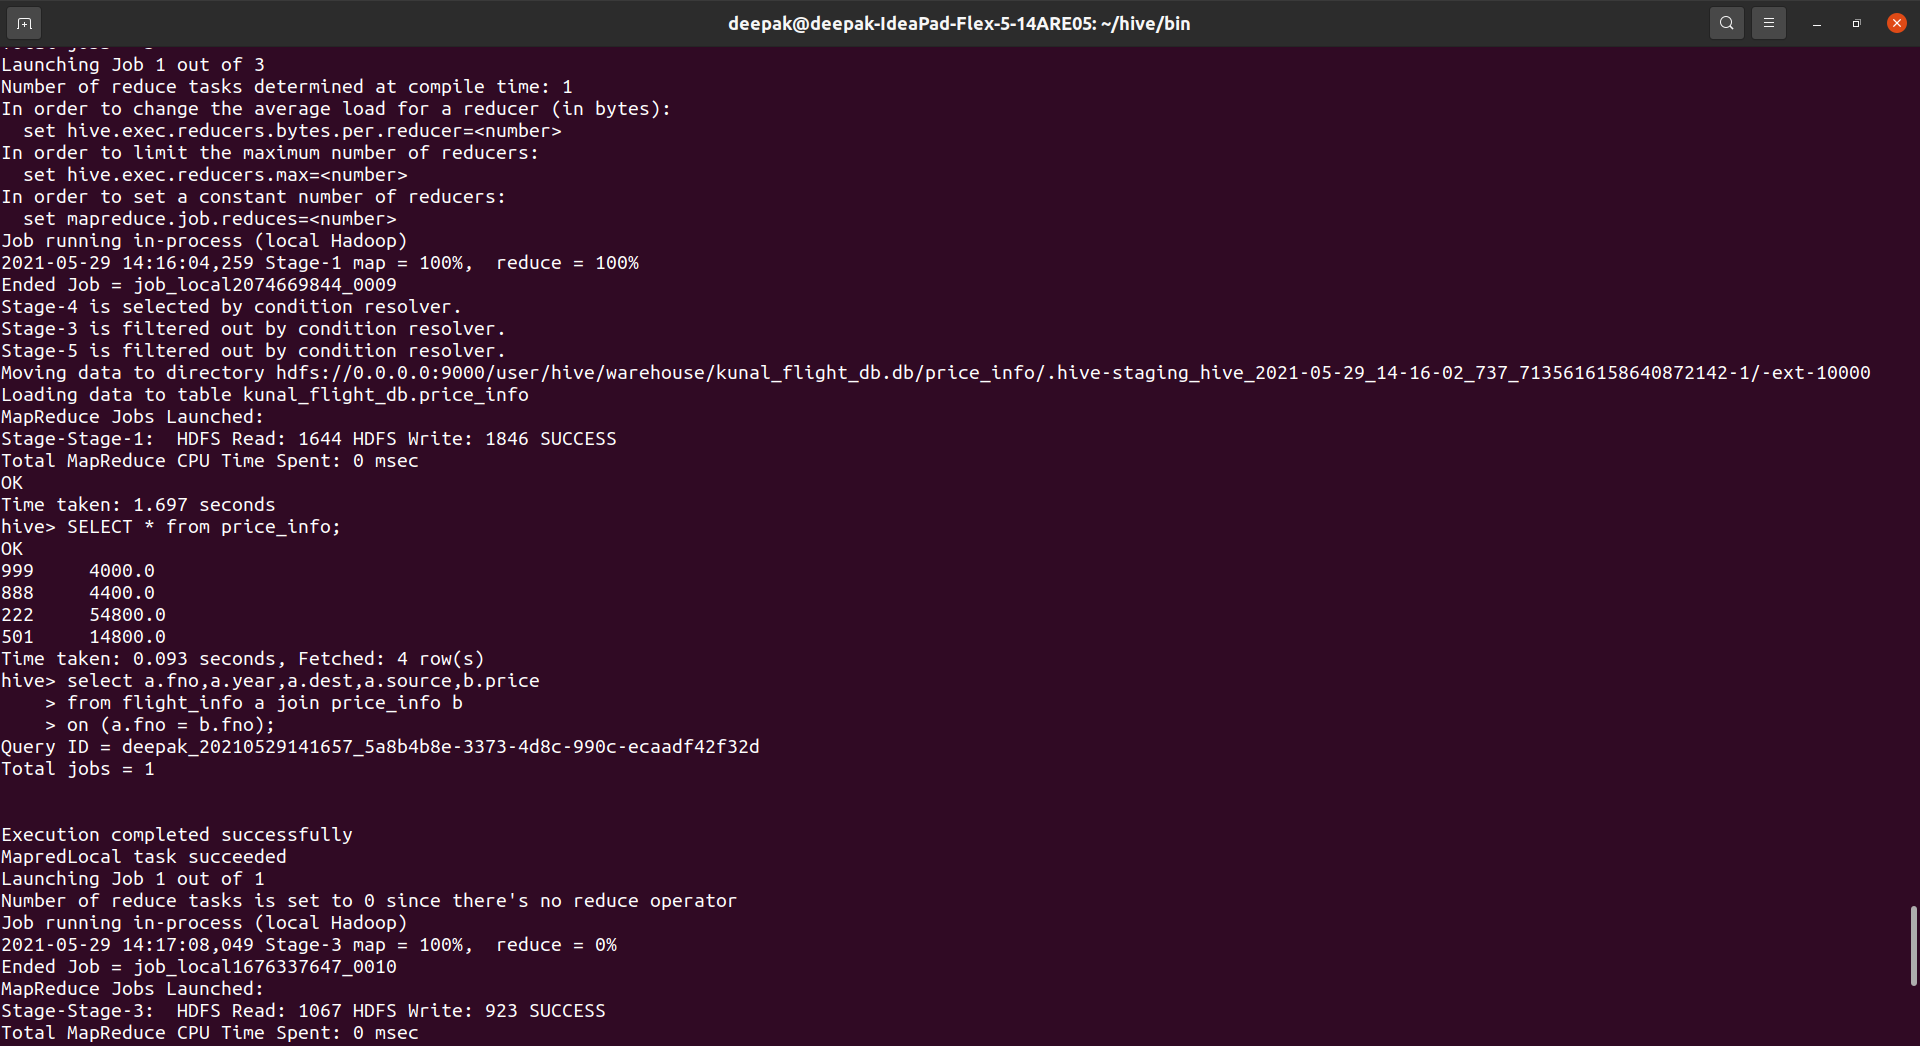 deepak@deepak-IdeaPad-Flex-5-14ARE05: ~/hive/bin
Launching Job 1 out of 3
Number of reduce tasks determined at compile time: 1
In order to change the average load for a reducer (in bytes):
  set hive.exec.reducers.bytes.per.reducer=<number>
In order to limit the maximum number of reducers:
  set hive.exec.reducers.max=<number>
In order to set a constant number of reducers:
  set mapreduce.job.reduces=<number>
Job running in-process (local Hadoop)
2021-05-29 14:16:04,259 Stage-1 map = 100%,  reduce = 100%
Ended Job = job_local2074669844_0009
Stage-4 is selected by condition resolver.
Stage-3 is filtered out by condition resolver.
Stage-5 is filtered out by condition resolver.
Moving data to directory hdfs://0.0.0.0:9000/user/hive/warehouse/kunal_flight_db.db/price_info/.hive-staging_hive_2021-05-29_14-16-02_737_7135616158640872142-1/-ext-10000
Loading data to table kunal_flight_db.price_info
MapReduce Jobs Launched:
Stage-Stage-1:  HDFS Read: 1644 HDFS Write: 1846 SUCCESS
Total MapReduce CPU Time Spent: 0 msec
OK
Time taken: 1.697 seconds
hive> SELECT * from price_info;
OK
999     4000.0
888     4400.0
222     54800.0
501     14800.0
Time taken: 0.093 seconds, Fetched: 4 row(s)
hive> select a.fno,a.year,a.dest,a.source,b.price
    > from flight_info a join price_info b
    > on (a.fno = b.fno);
Query ID = deepak_20210529141657_5a8b4b8e-3373-4d8c-990c-ecaadf42f32d
Total jobs = 1
Execution completed successfully
MapredLocal task succeeded
Launching Job 1 out of 1
Number of reduce tasks is set to 0 since there's no reduce operator
Job running in-process (local Hadoop)
2021-05-29 14:17:08,049 Stage-3 map = 100%,  reduce = 0%
Ended Job = job_local1676337647_0010
MapReduce Jobs Launched:
Stage-Stage-3:  HDFS Read: 1067 HDFS Write: 923 SUCCESS
Total MapReduce CPU Time Spent: 0 msec